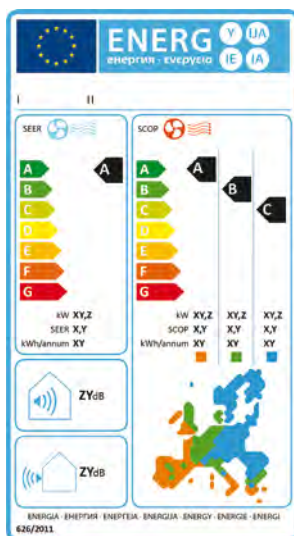 ENERG Y UA
енергия · ενεργεια IE IA
I II
SEER
SCOP
A A
B
C
D
E
F
G
A A
B B
C C
D
E
F
G
kW XY,Z
SEER X,Y
kWh/annum XY
kW XY,Z XY,Z XY,Z
SCOP X,Y X,Y X,Y
kWh/annum XY XY XY
ZYdB
ZYdB
ENERGIA · ЕНЕРГИЯ · ΕΝΕΡΓΕΙΑ · ENERGIJA · ENERGY · ENERGIE · ENERGI
626/2011